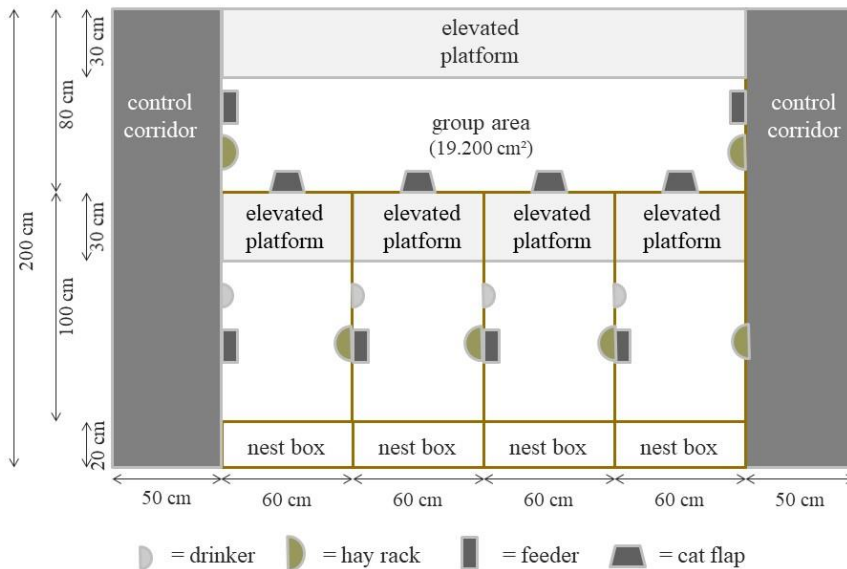 elevated
platform
30 cm
80 cm
200 cm
control
corridor
control
corridor
group area
(19.200 cm²)
elevated
platform
elevated
platform
elevated
platform
elevated
platform
30 cm
100 cm
nest box
nest box
nest box
nest box
20 cm
50 cm
60 cm
60 cm
60 cm
60 cm
50 cm
= drinker
= hay rack
= feeder
= cat flap